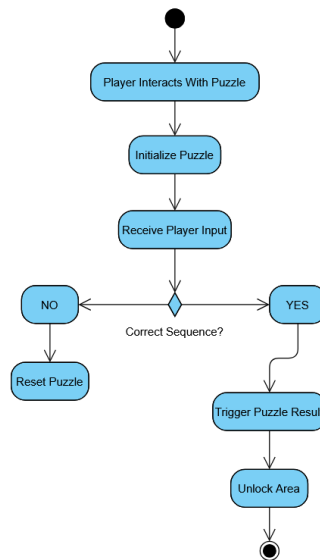 Player Interacts With Puzzle
Initialize Puzzle
Receive Player Input
NO
YES
Correct Sequence?
Reset Puzzle
Trigger Puzzle Result
Unlock Area